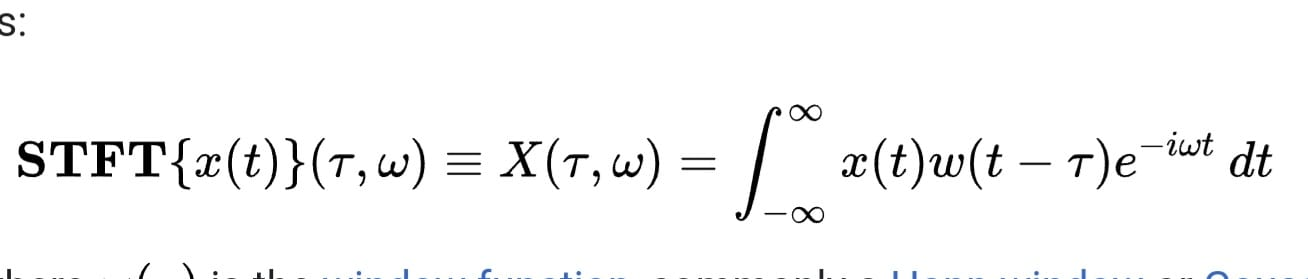 s:
STFT{x(t)}(τ, ω) ≡ X(τ, ω) = ∫_{-∞}^{∞} x(t)w(t − τ)e^{−iωt} dt